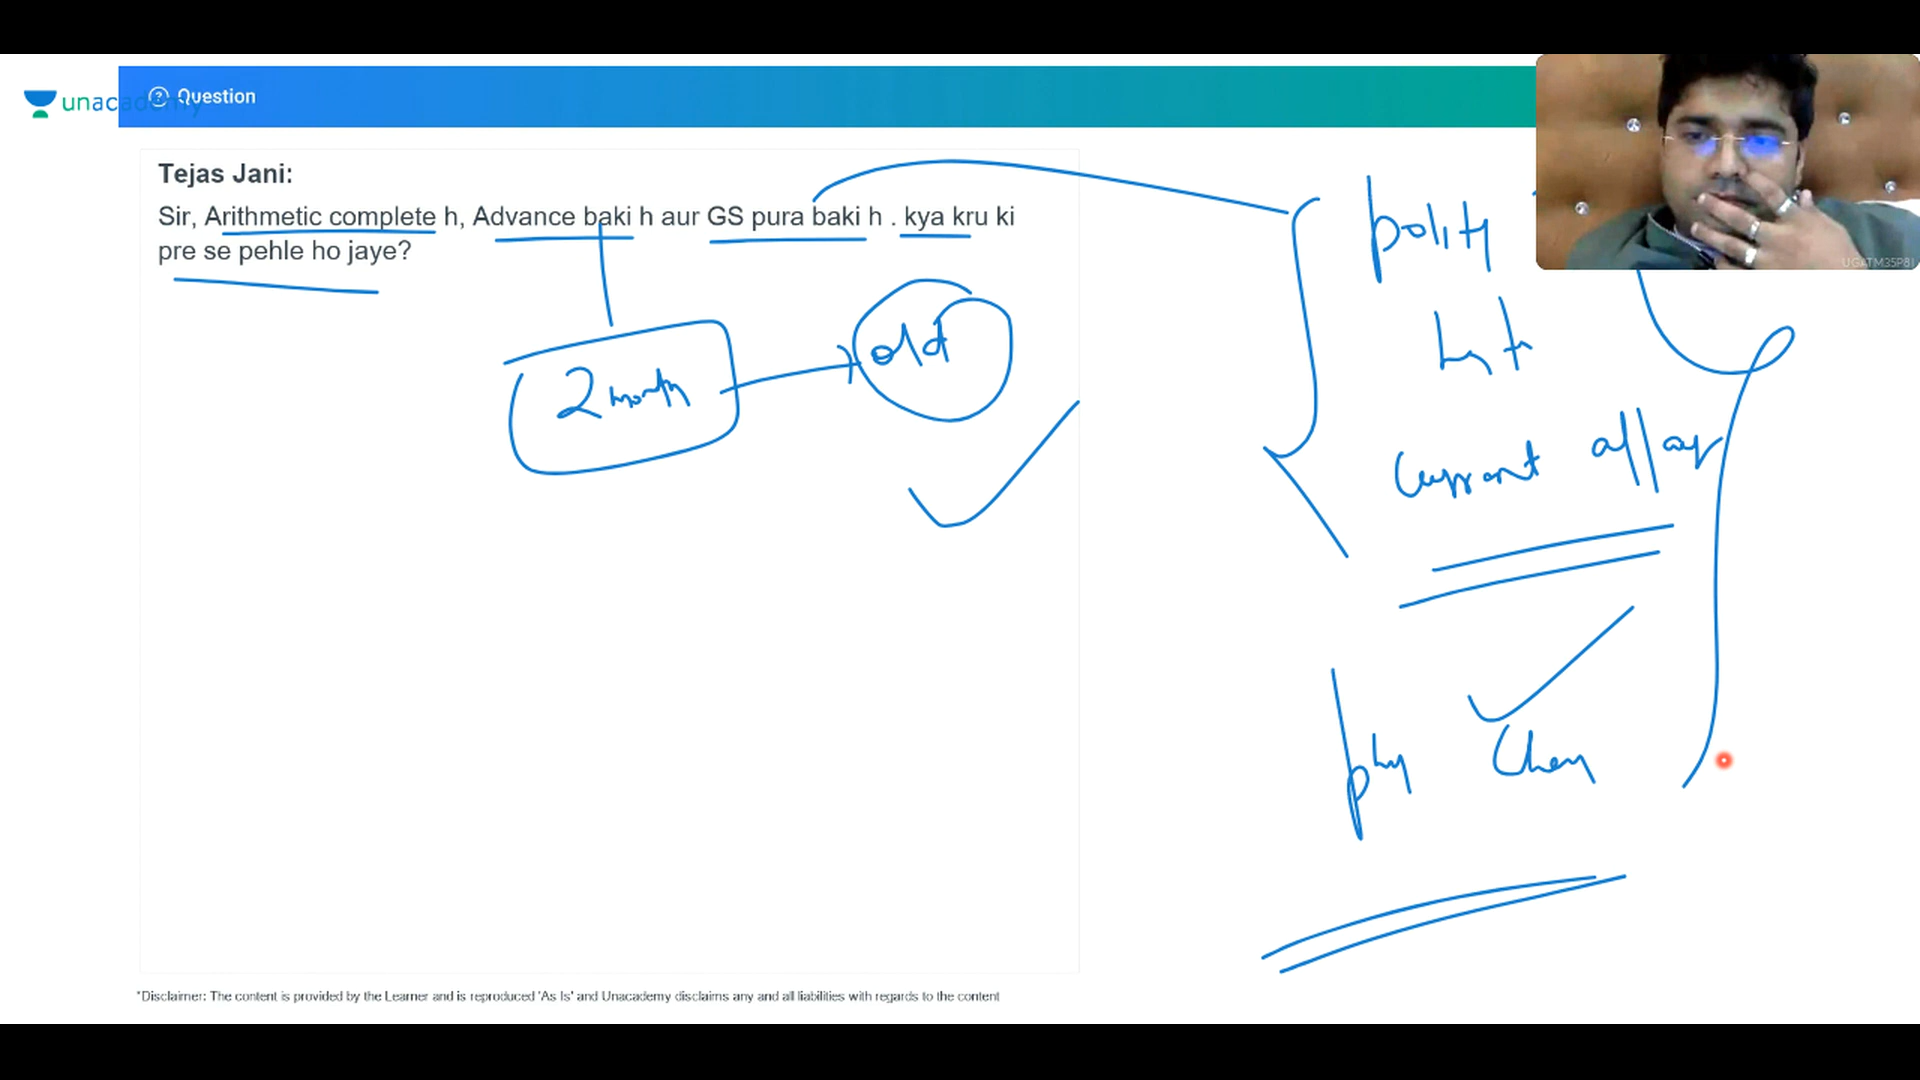 unacademy
Question
Tejas Jani:
Sir, Arithmetic complete h, Advance baki h aur GS pura baki h . kya kru ki
pre se pehle ho jaye?
polity
old
2 month
current affair
phy Chem
*Disclaimer: The content is provided by the Learner and is reproduced 'As Is' and Unacademy disclaims any and all liabilities with regards to the content
UGATM35P8I